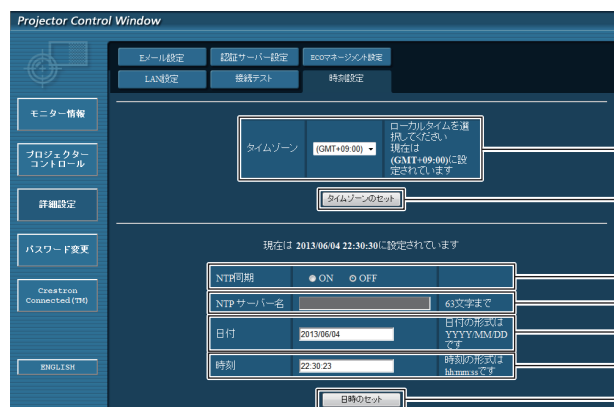 Projector Control Window
Eメール設定 認証サーバー設定 ECOマネージメント設定
LAN設定 接続テスト 時刻設定
モニター情報
プロジェクター
コントロール
詳細設定
パスワード変更
Crestron
Connected(TM)
ENGLISH
タイムゾーン (GMT+09:00)
ローカルタイムを選
択してください
現在は
(GMT+09:00)に設
定されています
タイムゾーンのセット
現在は 2013/06/04 22:30:30に設定されています
NTP同期 ON OFF
NTP サーバー名 63文字まで
日付 2013/06/04
日付の形式は
YYYY/MM/DD
です
時刻 22:30:23
時刻の形式は
hh:mm:ssです
日時のセット